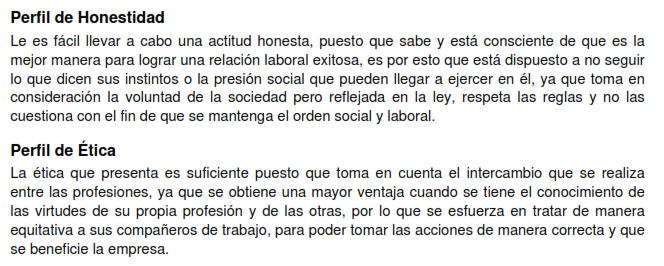 Perfil de Honestidad
Le es fácil llevar a cabo una actitud honesta, puesto que sabe y está consciente de que es la
mejor manera para lograr una relación laboral exitosa, es por esto que está dispuesto a no seguir
lo que dicen sus instintos o la presión social que pueden llegar a ejercer en él, ya que toma en
consideración la voluntad de la sociedad pero reflejada en la ley, respeta las reglas y no las
cuestiona con el fin de que se mantenga el orden social y laboral.
Perfil de Ética
La ética que presenta es suficiente puesto que toma en cuenta el intercambio que se realiza
entre las profesiones, ya que se obtiene una mayor ventaja cuando se tiene el conocimiento de
las virtudes de su propia profesión y de las otras, por lo que se esfuerza en tratar de manera
equitativa a sus compañeros de trabajo, para poder tomar las acciones de manera correcta y que
se beneficie la empresa.